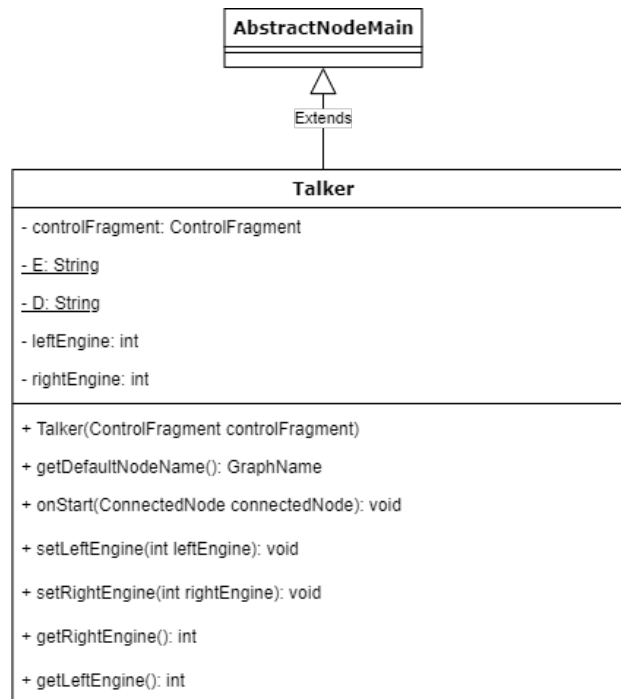 AbstractNodeMain
Extends
Talker
- controlFragment: ControlFragment
- E: String
- D: String
- leftEngine: int
- rightEngine: int
+ Talker(ControlFragment controlFragment)
+ getDefaultNodeName(): GraphName
+ onStart(ConnectedNode connectedNode): void
+ setLeftEngine(int leftEngine): void
+ setRightEngine(int rightEngine): void
+ getRightEngine(): int
+ getLeftEngine(): int